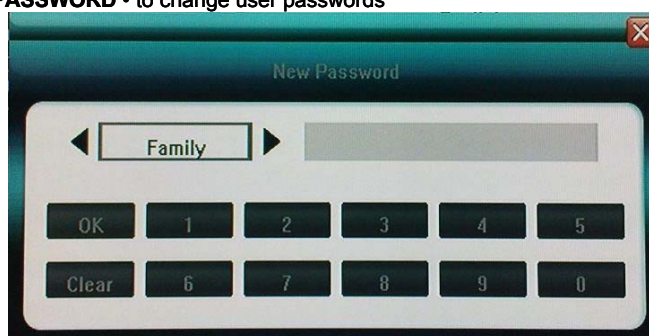 PASSWORD • to change user passwords
New Password
Family
OK 1 2 3 4 5
Clear 6 7 8 9 0